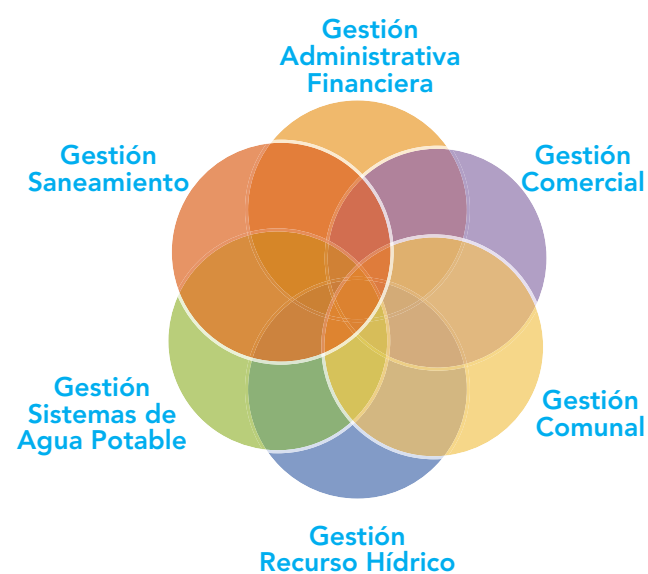 Gestión
Administrativa
Financiera
Gestión
Comercial
Gestión
Comunal
Gestión
Recurso Hídrico
Gestión
Sistemas de
Agua Potable
Gestión
Saneamiento